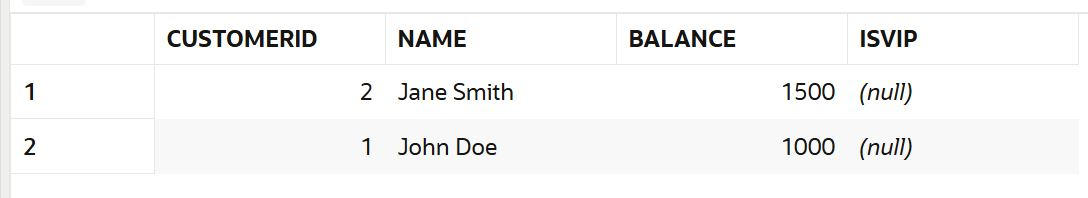 CUSTOMERID NAME BALANCE ISVIP
1 2 Jane Smith 1500 (null)
2 1 John Doe 1000 (null)